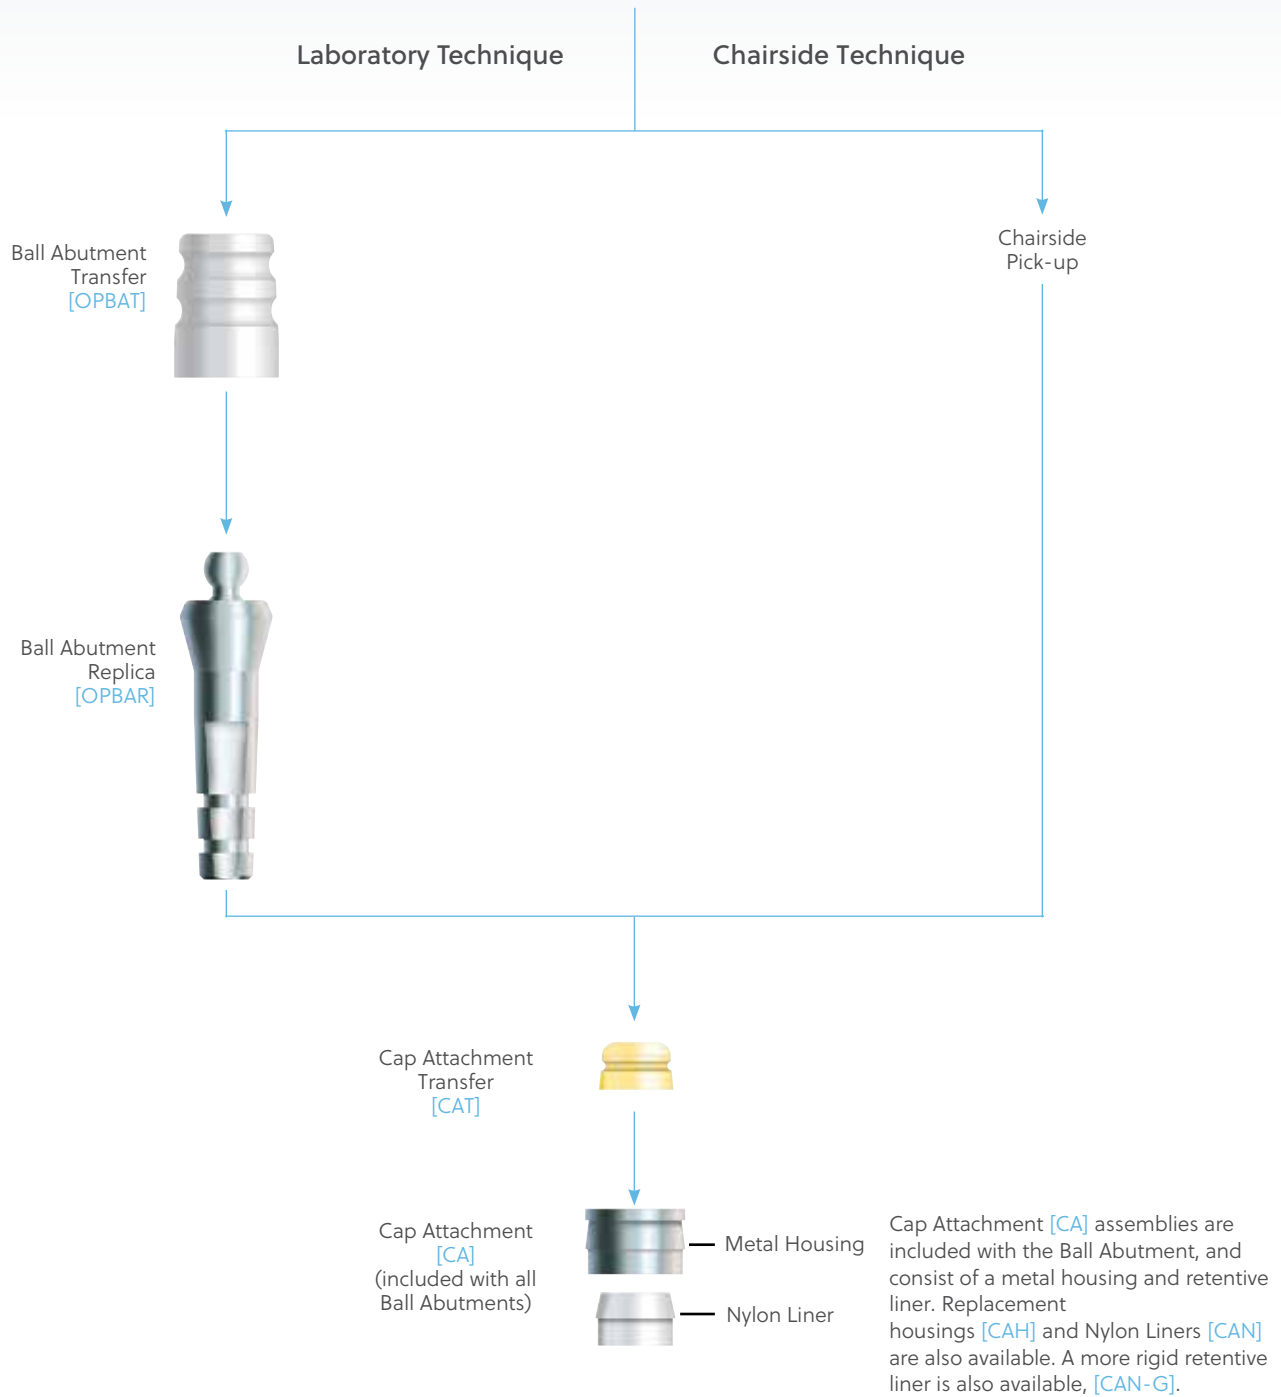 Laboratory Technique
Chairside Technique
Ball Abutment
Transfer
[OPBAT]
Chairside
Pick-up
Ball Abutment
Replica
[OPBAR]
Cap Attachment
Transfer
[CAT]
Cap Attachment
[CA]
(included with all
Ball Abutments)
Metal Housing
Nylon Liner
Cap Attachment [CA] assemblies are
included with the Ball Abutment, and
consist of a metal housing and retentive
liner. Replacement
housings [CAH] and Nylon Liners [CAN]
are also available. A more rigid retentive
liner is also available, [CAN-G].